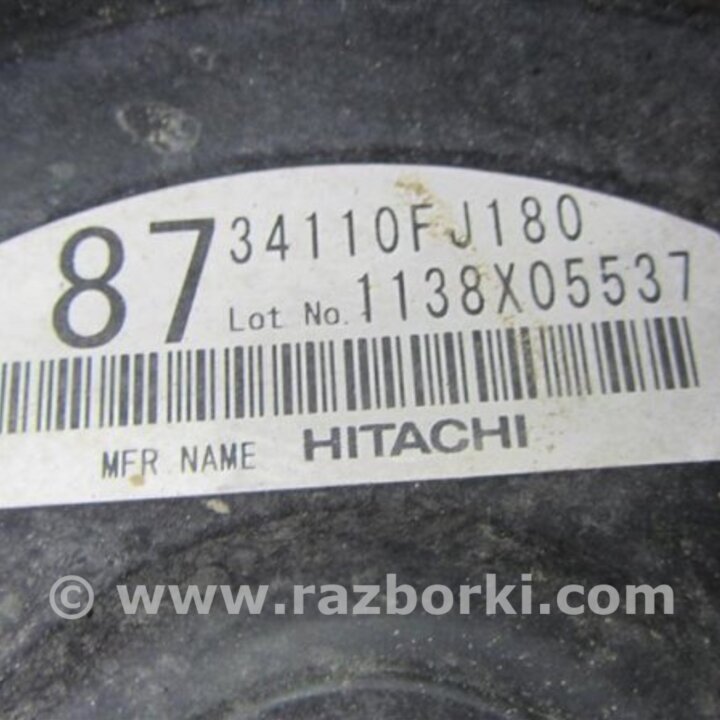 87 34110FJ180
Lot No. 1138X05537
MFR NAME HITACHI
© www.razborki.com